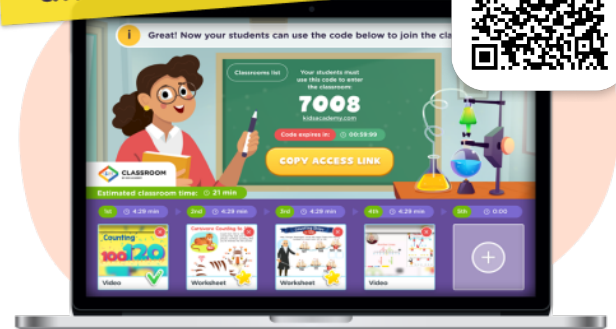 Great! Now your students can use the code below to join the cla
Classrooms list
Your students must
use this code to enter
the classroom:
7008
kidsacademy.com
Code expires in: 00:59:99
COPY ACCESS LINK
CLASSROOM
Estimated classroom time: 21 min
1st 4:29 min 2nd 4:29 min 3rd 4:29 min 4th 4:29 min 5th 0:00
Counting
Video
Worksheet
Worksheet
Video